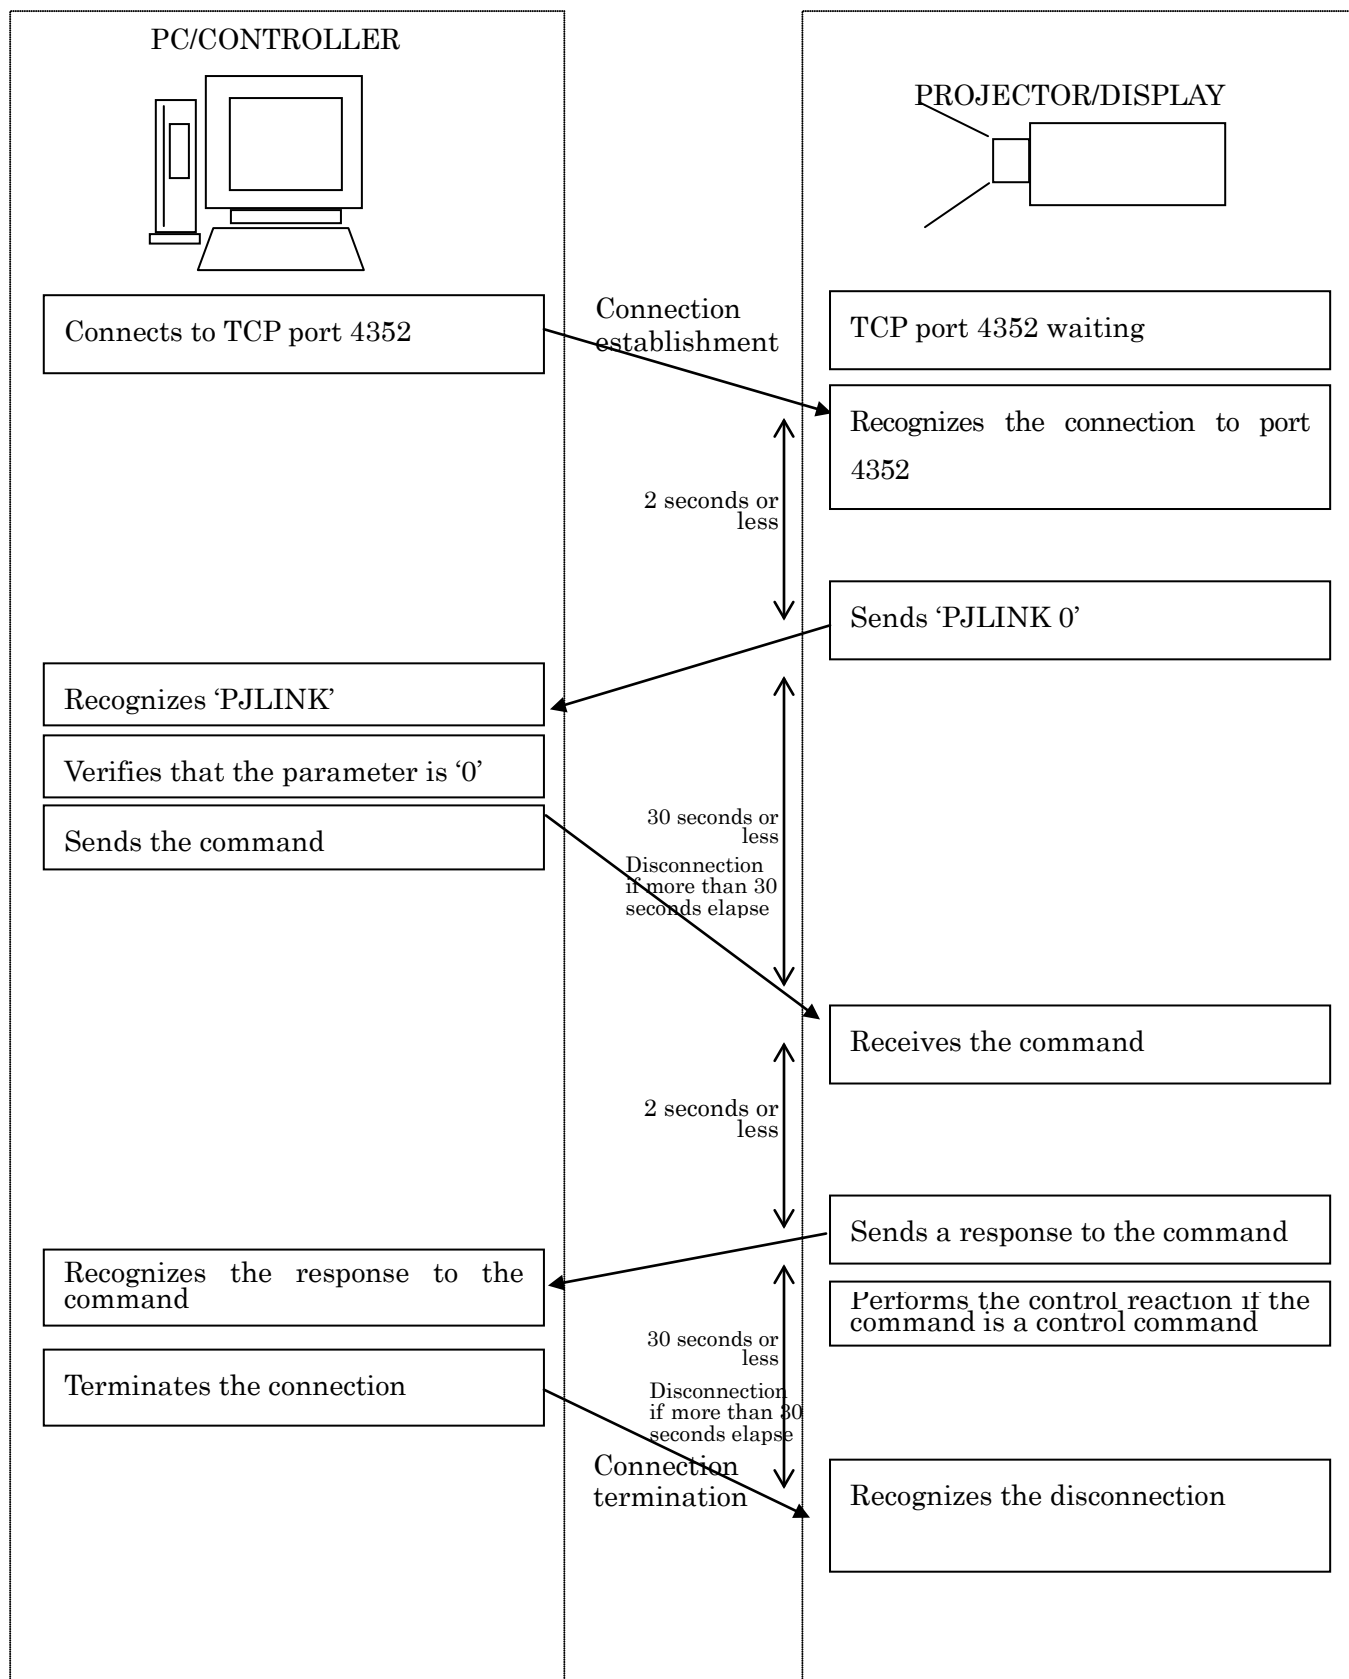 PC/CONTROLLER
PROJECTOR/DISPLAY
Connects to TCP port 4352
Connection
establishment
TCP port 4352 waiting
Recognizes the connection to port
4352
2 seconds or
less
Sends ‘PJLINK 0’
Recognizes ‘PJLINK’
Verifies that the parameter is ‘0’
Sends the command
30 seconds or
less
Disconnection
if more than 30
seconds elapse
Receives the command
2 seconds or
less
Sends a response to the command
Recognizes the response to the
command
Performs the control reaction if the
command is a control command
30 seconds or
less
Terminates the connection
Disconnection
if more than 30
seconds elapse
Connection
termination
Recognizes the disconnection